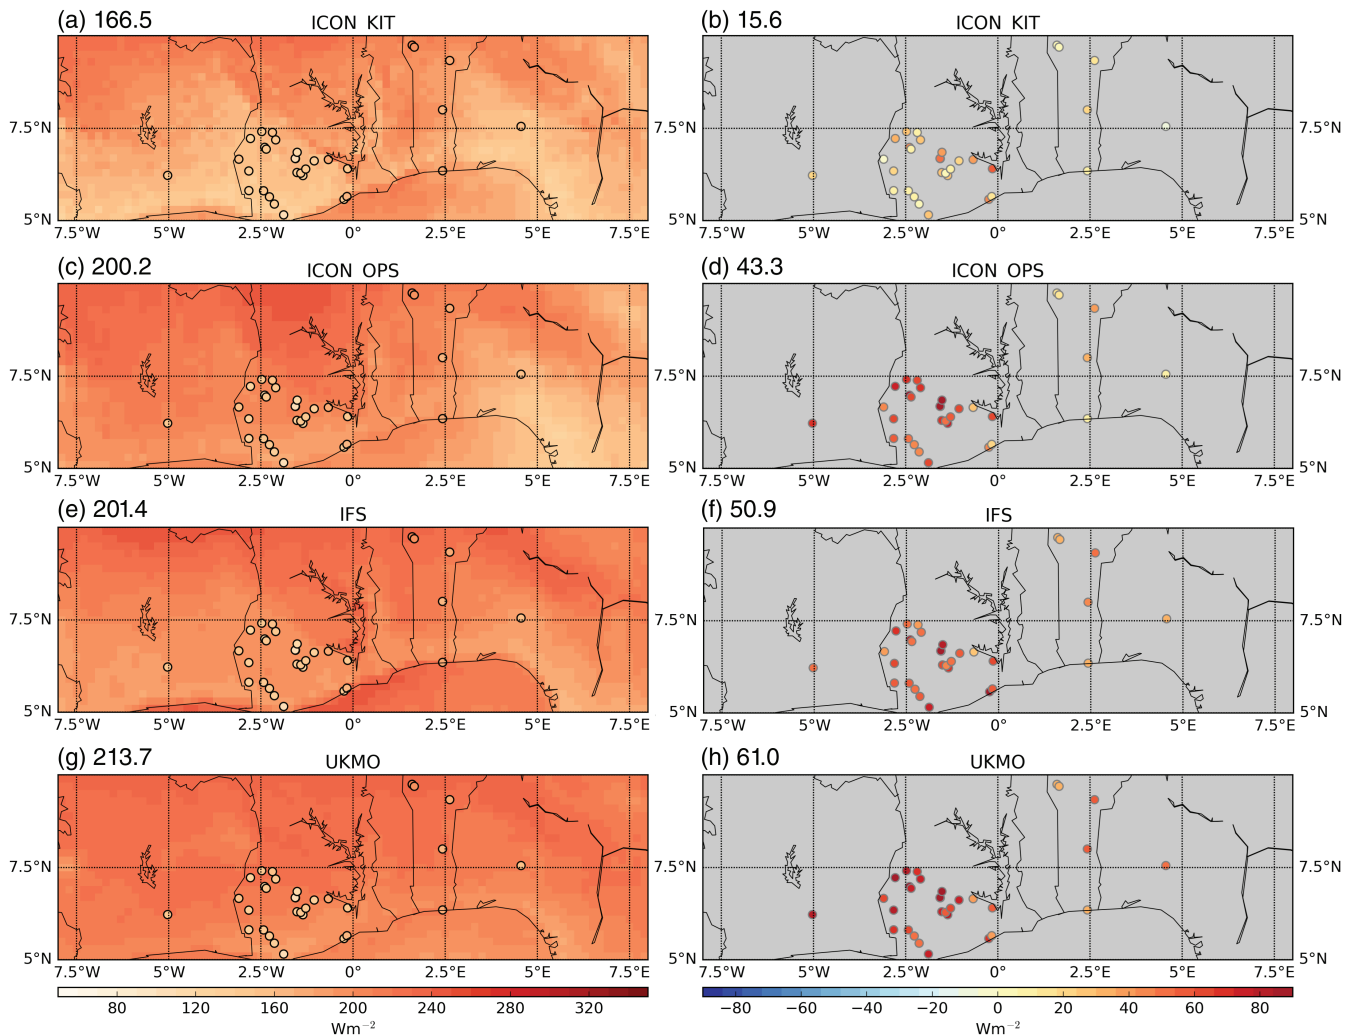 (a) 166.5 ICON KIT (b) 15.6 ICON KIT
7.5°N 7.5°N
5°N 5°N
7.5°W 5°W 2.5°W 0° 2.5°E 5°E 7.5°E 7.5°W 5°W 2.5°W 0° 2.5°E 5°E 7.5°E
(c) 200.2 ICON OPS (d) 43.3 ICON OPS
7.5°N 7.5°N
5°N 5°N
7.5°W 5°W 2.5°W 0° 2.5°E 5°E 7.5°E 7.5°W 5°W 2.5°W 0° 2.5°E 5°E 7.5°E
(e) 201.4 IFS (f) 50.9 IFS
7.5°N 7.5°N
5°N 5°N
7.5°W 5°W 2.5°W 0° 2.5°E 5°E 7.5°E 7.5°W 5°W 2.5°W 0° 2.5°E 5°E 7.5°E
(g) 213.7 UKMO (h) 61.0 UKMO
7.5°N 7.5°N
5°N 5°N
7.5°W 5°W 2.5°W 0° 2.5°E 5°E 7.5°E 7.5°W 5°W 2.5°W 0° 2.5°E 5°E 7.5°E
80 120 160 200 240 280 320 −80 −60 −40 −20 0 20 40 60 80
Wm⁻² Wm⁻²